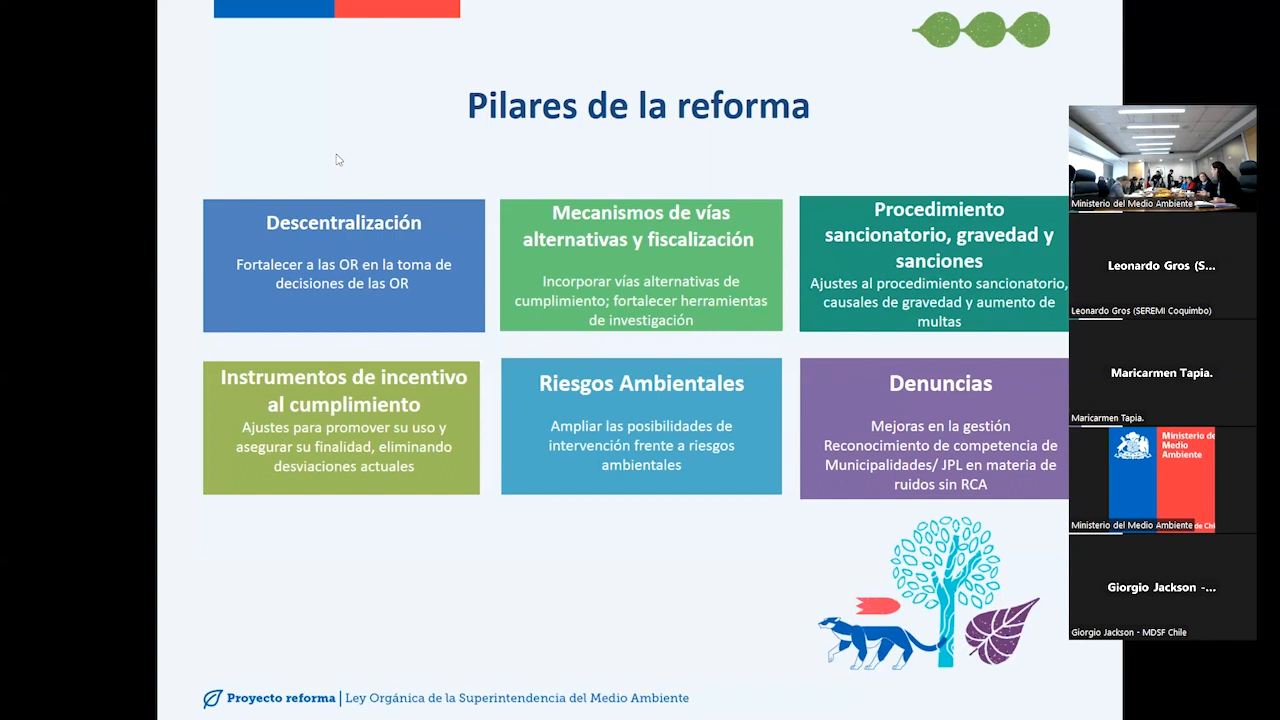 Pilares de la reforma
Descentralización
Fortalecer a las OR en la toma de
decisiones de las OR
Mecanismos de vías
alternativas y fiscalización
Incorporar vías alternativas de
cumplimiento; fortalecer herramientas
de investigación
Procedimiento
sancionatorio, gravedad y
sanciones
Ajustes al procedimiento sancionatorio,
causales de gravedad y aumento de
multas
Instrumentos de incentivo
al cumplimiento
Ajustes para promover su uso y
asegurar su finalidad, eliminando
desviaciones actuales
Riesgos Ambientales
Ampliar las posibilidades de
intervención frente a riesgos
ambientales
Denuncias
Mejoras en la gestión
Reconocimiento de competencia de
Municipalidades/ JPL en materia de
ruidos sin RCA
Proyecto reforma | Ley Orgánica de la Superintendencia del Medio Ambiente
Ministerio del Medio Ambiente
Leonardo Gros (S...
Leonardo Gros (SEREMI Coquimbo)
Maricarmen Tapia.
Maricarmen Tapia.
Ministerio de
Medio
Ambiente
Ministerio del Medio Ambiente
de Chi
Giorgio Jackson -...
Giorgio Jackson - MDSF Chile